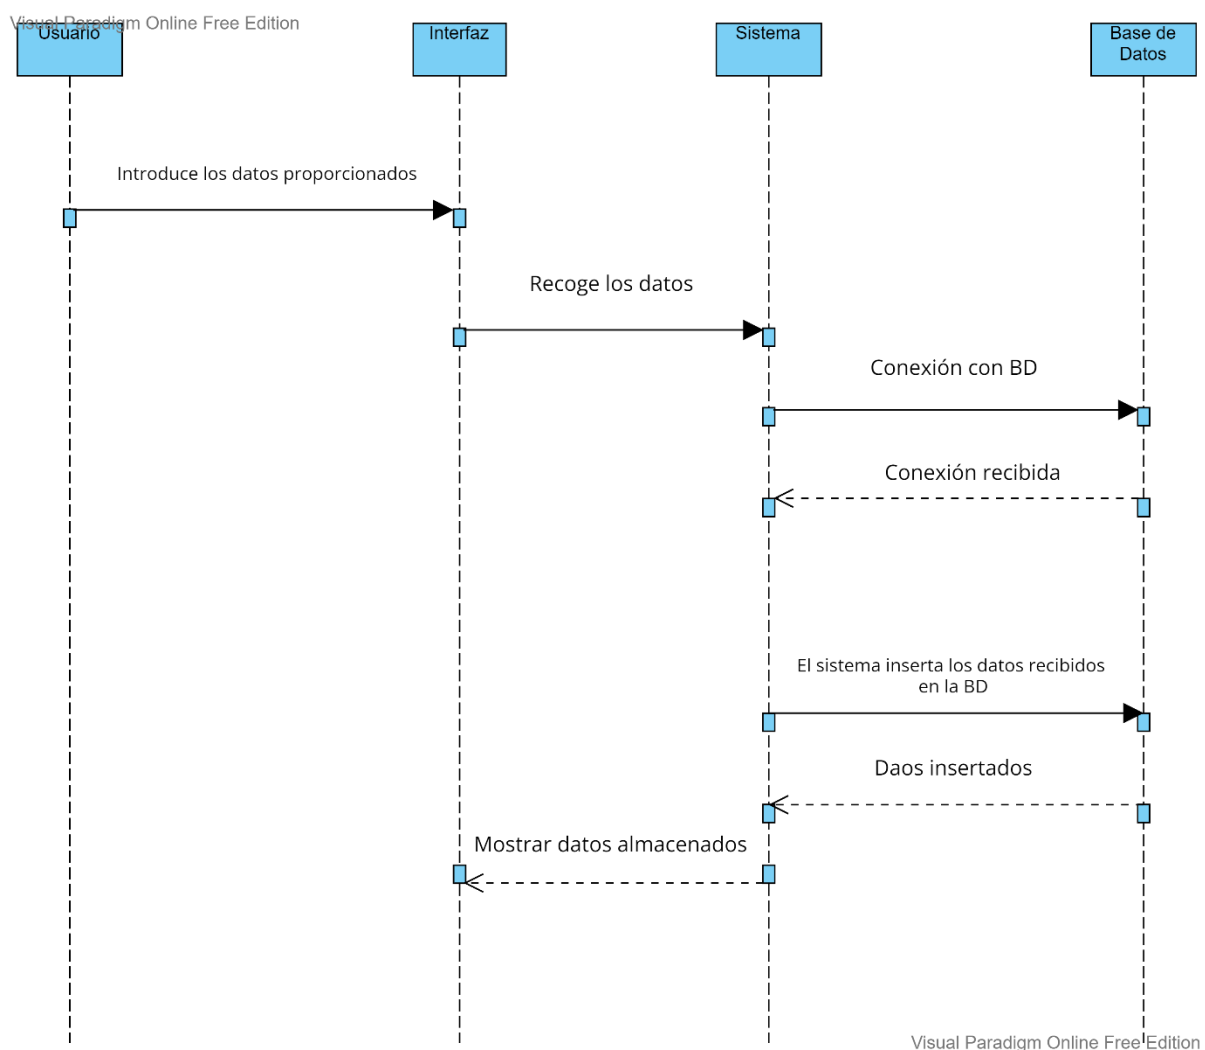 Visual Paradigm Online Free Edition
Usuario
Interfaz
Sistema
Base de
Datos
Introduce los datos proporcionados
Recoge los datos
Conexión con BD
Conexión recibida
El sistema inserta los datos recibidos
en la BD
Daos insertados
Mostrar datos almacenados
Visual Paradigm Online Free Edition